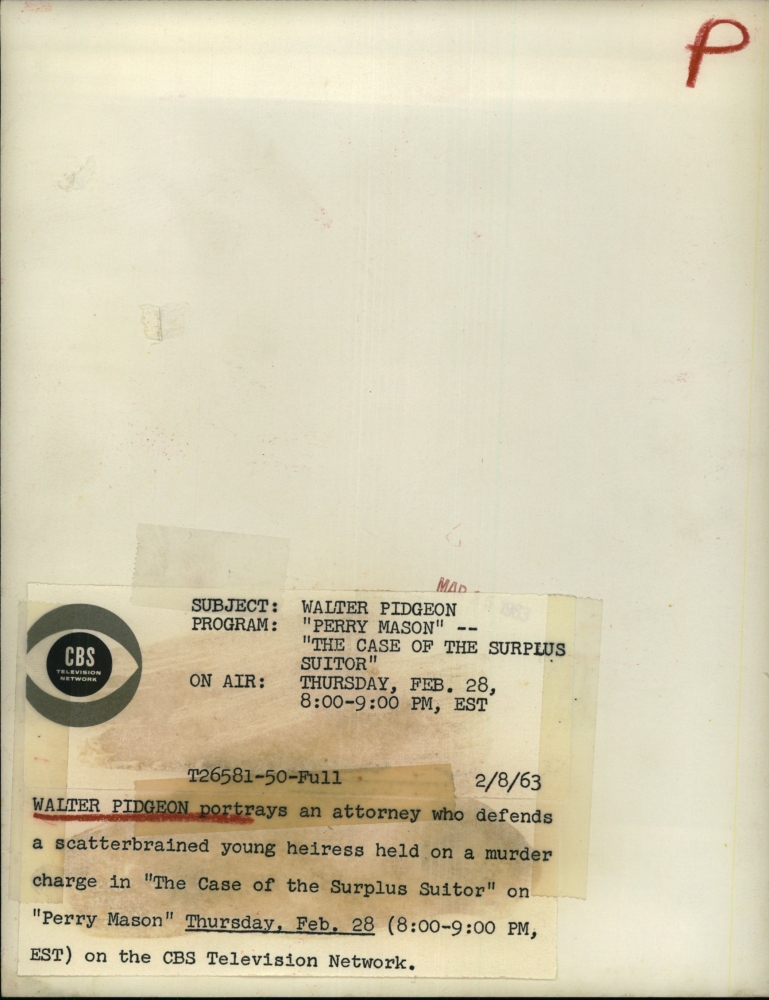 P
SUBJECT: WALTER PIDGEON
PROGRAM: "PERRY MASON" --
"THE CASE OF THE SURPLUS
SUITOR"
ON AIR: THURSDAY, FEB. 28,
8:00-9:00 PM, EST
CBS
TELEVISION
NETWORK
T26581-50-Full 2/8/63
WALTER PIDGEON portrays an attorney who defends
a scatterbrained young heiress held on a murder
charge in "The Case of the Surplus Suitor" on
"Perry Mason" Thursday, Feb. 28 (8:00-9:00 PM,
EST) on the CBS Television Network.